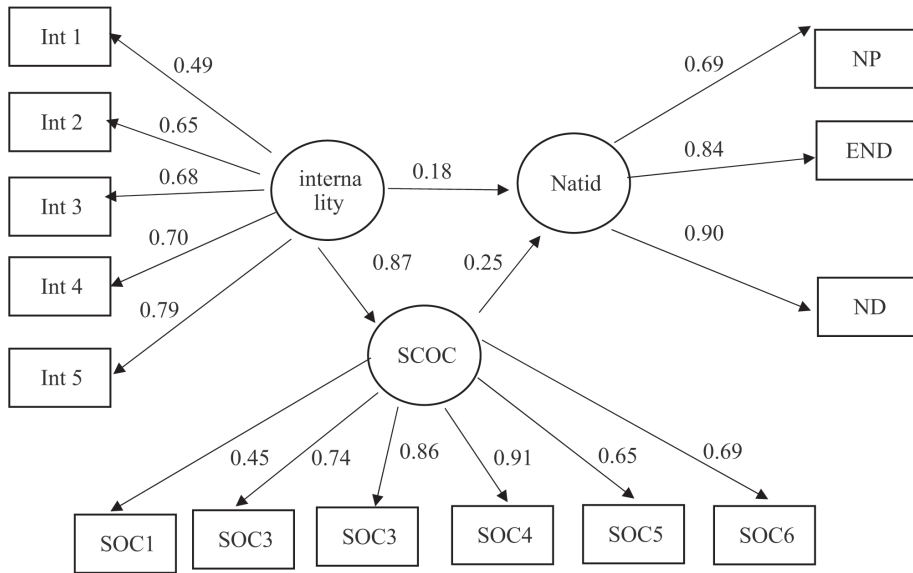 Int 1
0.49
NP
0.69
Int 2
0.65
END
0.84
interna
lity
0.18
Natid
Int 3
0.68
0.70
0.90
Int 4
0.87
0.25
ND
0.79
Int 5
SCOC
0.45
0.74
0.86
0.91
0.65
0.69
SOC1
SOC3
SOC3
SOC4
SOC5
SOC6